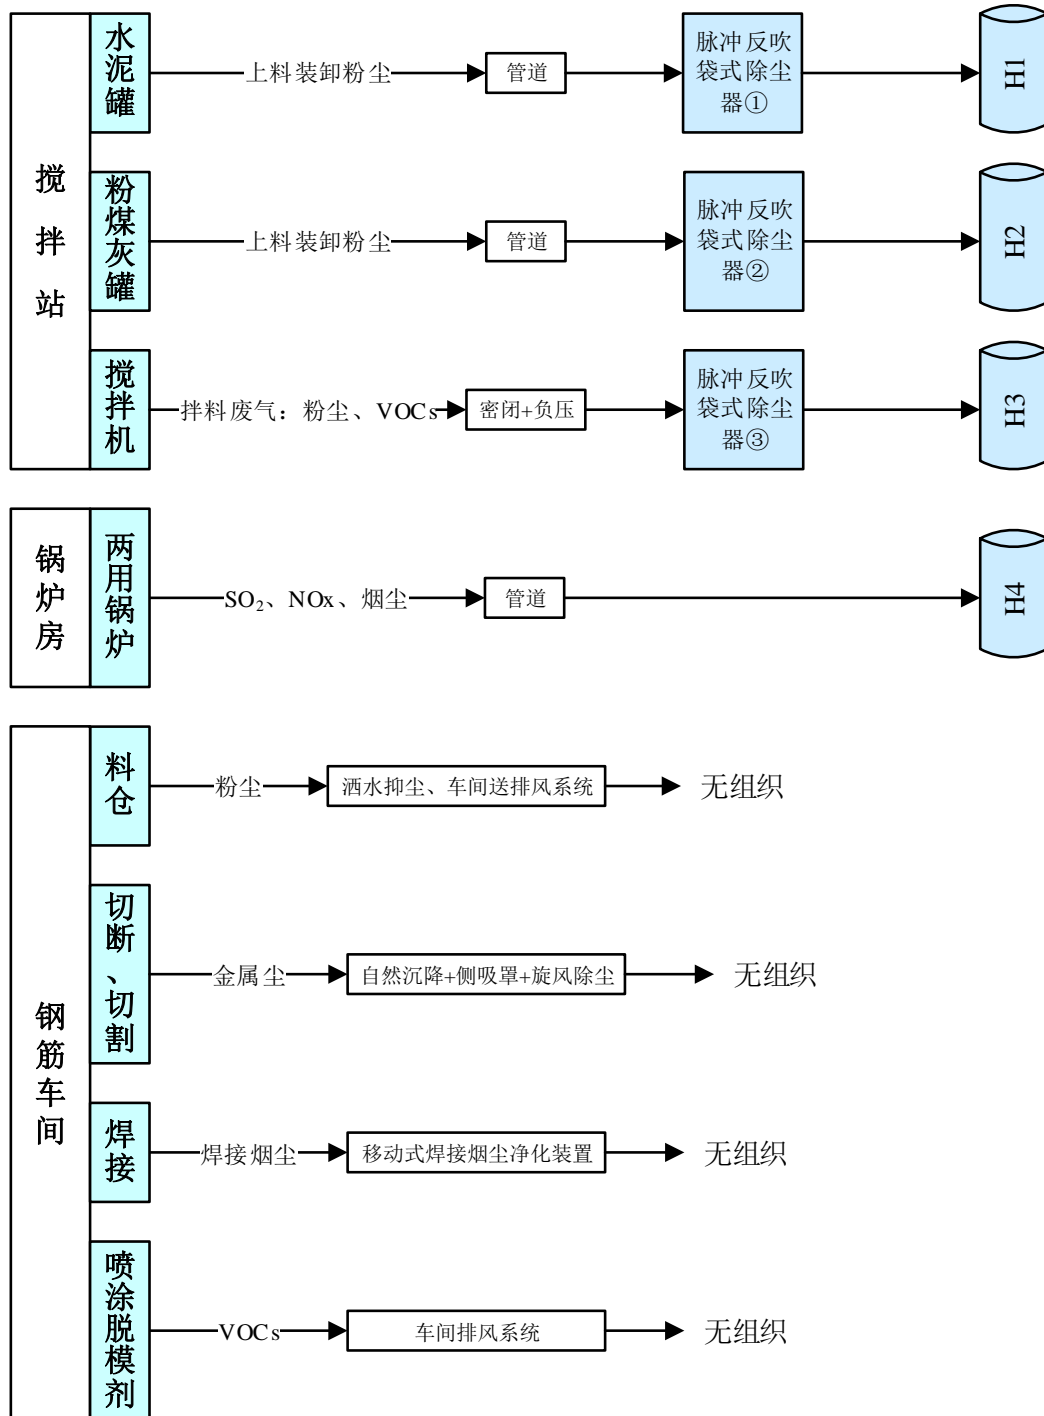 搅拌站
水泥罐
上料装卸粉尘
管道
脉冲反吹
袋式除尘
器①
H1
粉煤灰罐
上料装卸粉尘
管道
脉冲反吹
袋式除尘
器②
H2
搅拌机
拌料废气：粉尘、VOCs
密闭+负压
脉冲反吹
袋式除尘
器③
H3
锅炉房
两用锅炉
SO₂、NOx、烟尘
管道
H4
钢筋车间
料仓
粉尘
洒水抑尘、车间送排风系统
无组织
切断、切割
金属尘
自然沉降+侧吸罩+旋风除尘
无组织
焊接
焊接烟尘
移动式焊接烟尘净化装置
无组织
喷涂脱模剂
VOCs
车间排风系统
无组织